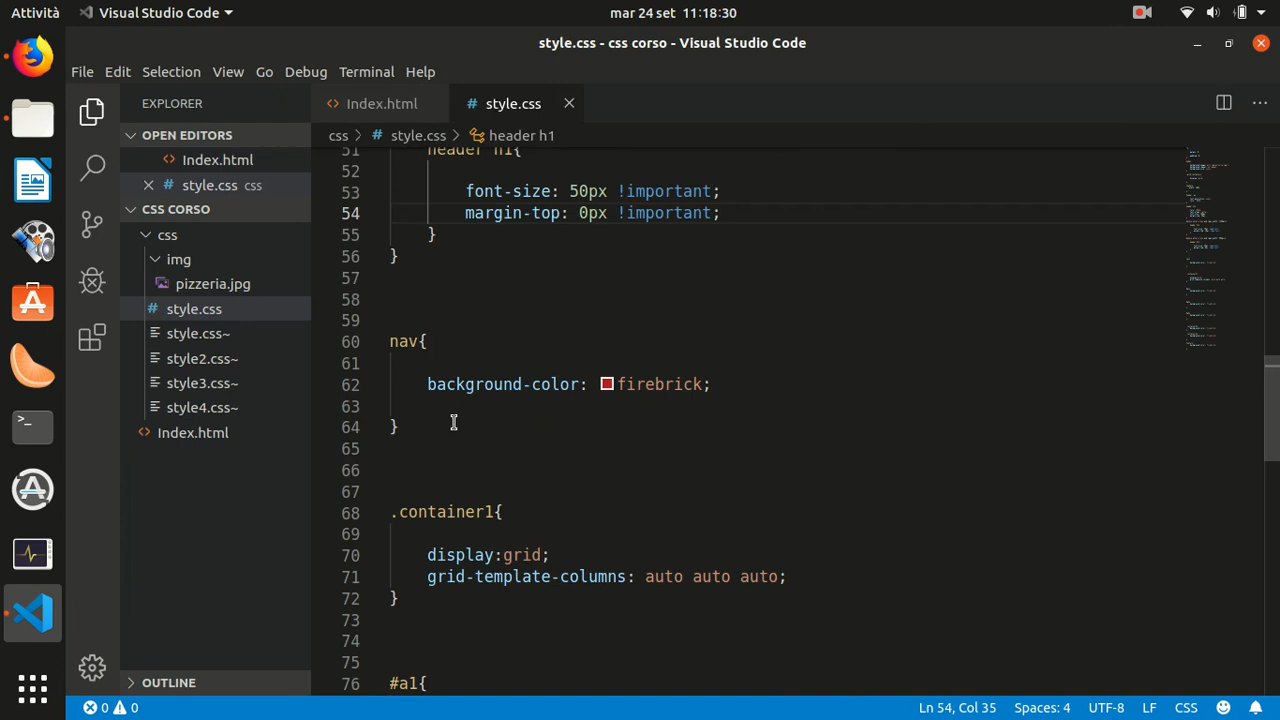 Attività
Visual Studio Code
mar 24 set 11:18:30
style.css - css corso - Visual Studio Code
File Edit Selection View Go Debug Terminal Help
EXPLORER
Index.html
style.css
OPEN EDITORS
css > style.css > header h1
Index.html
style.css css
CSS CORSO
css
img
pizzeria.jpg
style.css
style.css~
style2.css~
style3.css~
style4.css~
Index.html
OUTLINE
51 header h1{
52
53 font-size: 50px !important;
54 margin-top: 0px !important;
55 }
56 }
57
58
59
60 nav{
61
62 background-color: firebrick;
63
64 }
65
66
67
68 .container1{
69
70 display:grid;
71 grid-template-columns: auto auto auto;
72 }
73
74
75
76 #a1{
0 0
Ln 54, Col 35 Spaces: 4 UTF-8 LF CSS